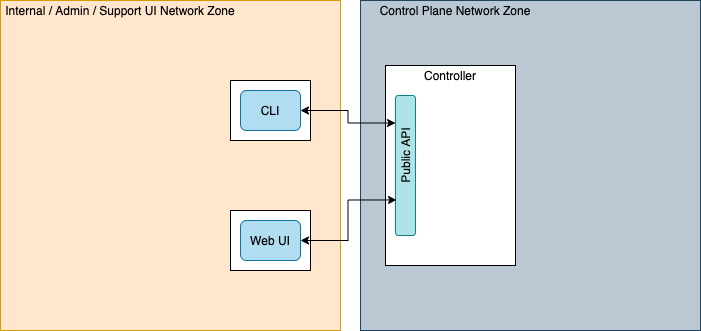 Internal / Admin / Support UI Network Zone
Control Plane Network Zone
Controller
CLI
Public API
Web UI